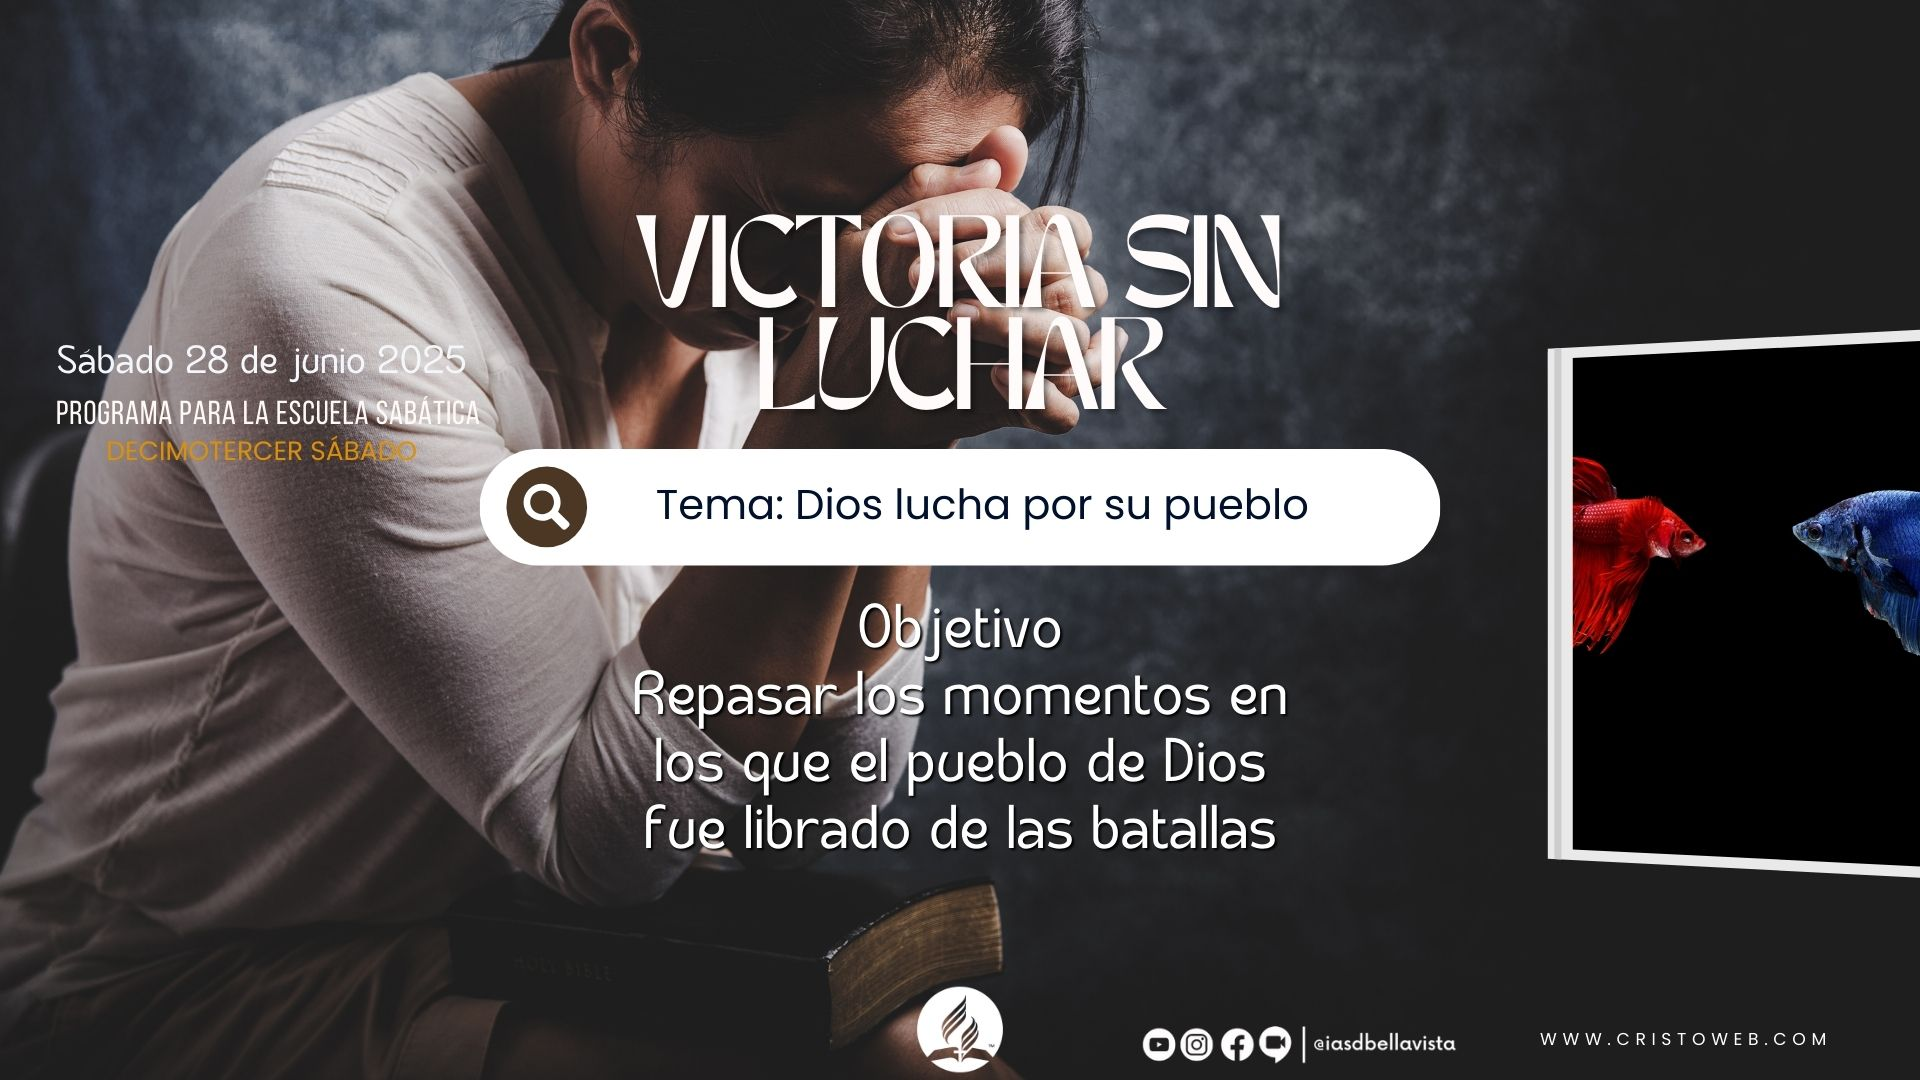 VICTORIA SIN
LUCHAR
Sábado 28 de junio 2025
PROGRAMA PARA LA ESCUELA SABÁTICA
DECIMOTERCER SÁBADO
Tema: Dios lucha por su pueblo
Objetivo
Repasar los momentos en
los que el pueblo de Dios
fue librado de las batallas
HOLY BIBLE
@iasdbellavista
WWW.CRISTOWEB.COM